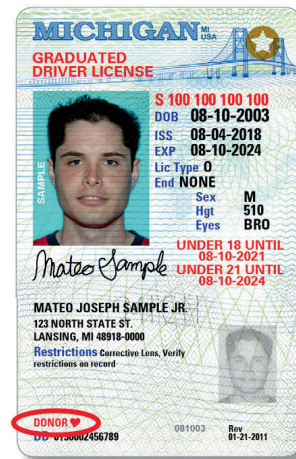 MICHIGAN MI USA
GRADUATED
DRIVER LICENSE
SAMPLE
S 100 100 100 100
DOB 08-10-2003
ISS 08-04-2018
EXP 08-10-2024
Lic Type O
End NONE
Sex M
Hgt 510
Eyes BRO
UNDER 18 UNTIL
08-10-2021
UNDER 21 UNTIL
08-10-2024
Mateo Sample
MATEO JOSEPH SAMPLE JR.
123 NORTH STATE ST.
LANSING, MI 48918-0000
Restrictions Corrective Lens, Verify
restrictions on record
DONOR ♥
DD 0130002456789
081003
Rev
01-21-2011